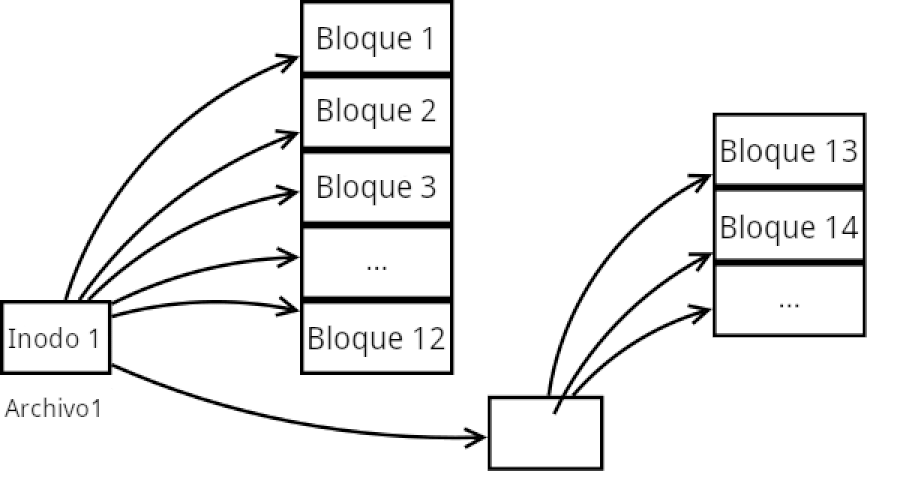 Bloque 1
Bloque 2
Bloque 3
...
Bloque 12
Inodo 1
Archivo1
Bloque 13
Bloque 14
...